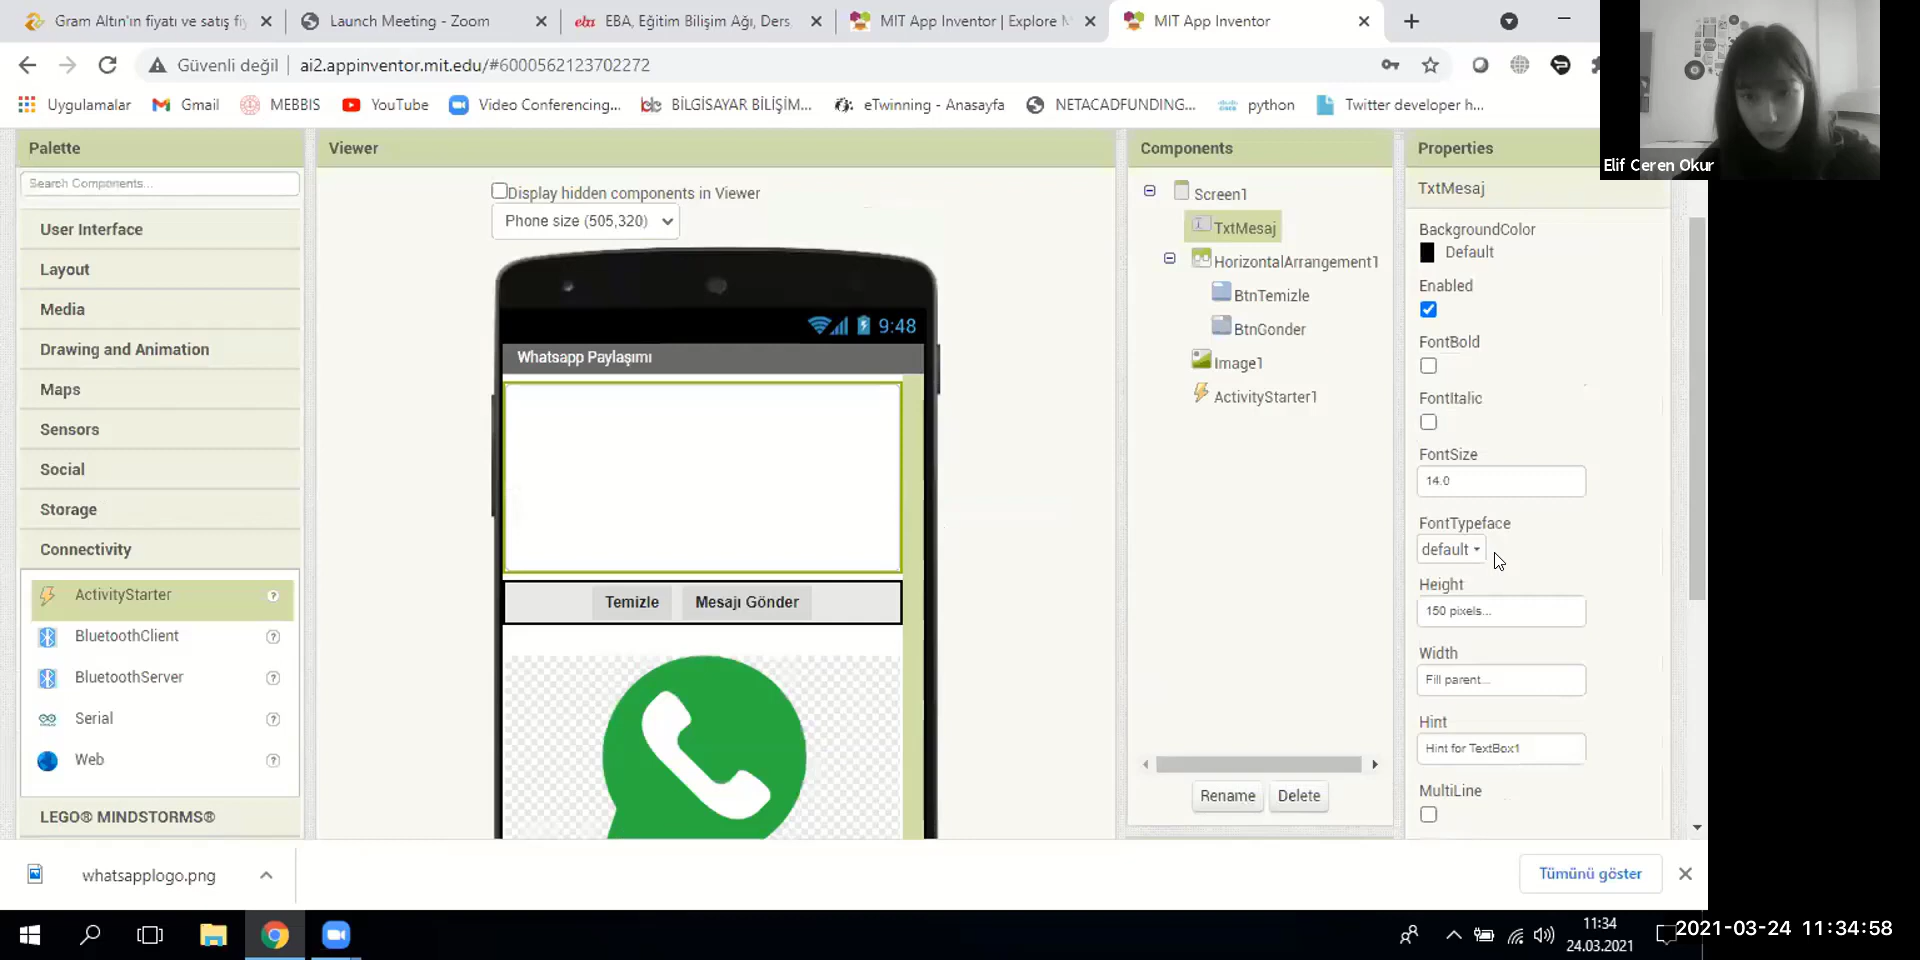 Gram Altın'ın fiyatı ve satış fiy
Launch Meeting - Zoom
EBA, Eğitim Bilişim Ağı, Ders,
MIT App Inventor | Explore M
MIT App Inventor
Güvenli değil
ai2.appinventor.mit.edu/#6000562123702272
Uygulamalar
Gmail
MEBBIS
YouTube
Video Conferencing...
BİLGİSAYAR BİLİŞİM...
eTwinning - Anasayfa
NETACADFUNDING...
python
Twitter developer h...
Elif Ceren Okur
Palette
Search Components...
User Interface
Layout
Media
Drawing and Animation
Maps
Sensors
Social
Storage
Connectivity
ActivityStarter
BluetoothClient
BluetoothServer
Serial
Web
LEGO® MINDSTORMS®
Viewer
Display hidden components in Viewer
Phone size (505,320)
9:48
Whatsapp Paylaşımı
Temizle
Mesajı Gönder
Components
Screen1
TxtMesaj
HorizontalArrangement1
BtnTemizle
BtnGonder
Image1
ActivityStarter1
Rename
Delete
Properties
TxtMesaj
BackgroundColor
Default
Enabled
FontBold
FontItalic
FontSize
14.0
FontTypeface
default
Height
150 pixels...
Width
Fill parent...
Hint
Hint for TextBox1
MultiLine
whatsapplogo.png
Tümünü göster
11:34
24.03.2021
2021-03-24 11:34:58